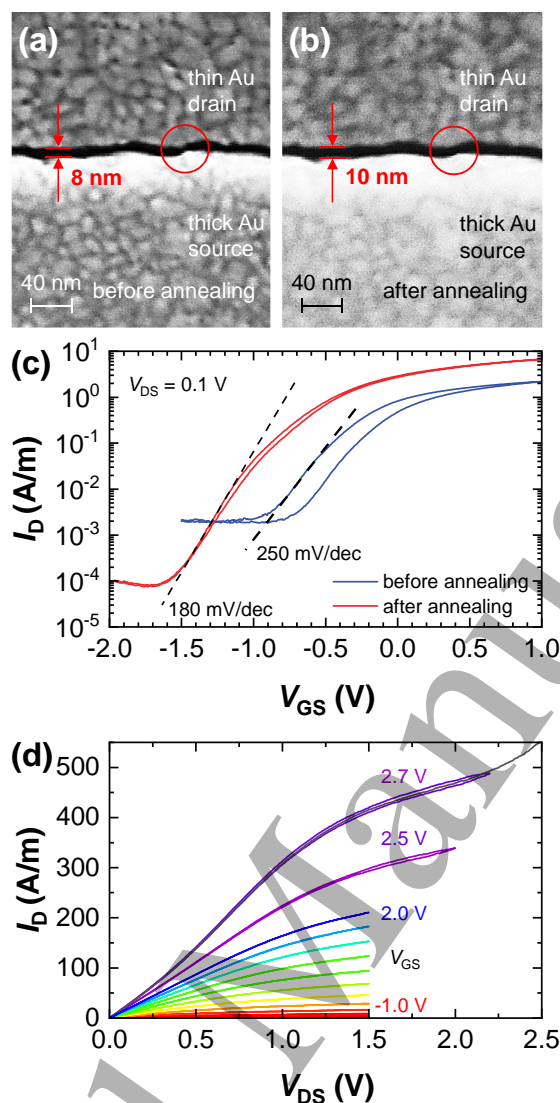 (a)
thin Au
drain
8 nm
thick Au
source
40 nm
before annealing
(b)
thin Au
drain
10 nm
thick Au
source
40 nm
after annealing
(c)
10^1
10^0
10^-1
10^-2
10^-3
10^-4
10^-5
I_D (A/m)
V_DS = 0.1 V
250 mV/dec
180 mV/dec
before annealing
after annealing
-2.0 -1.5 -1.0 -0.5 0.0 0.5 1.0
V_GS (V)
(d)
500
400
300
200
100
0
I_D (A/m)
2.7 V
2.5 V
2.0 V
V_GS
-1.0 V
0.0 0.5 1.0 1.5 2.0 2.5
V_DS (V)